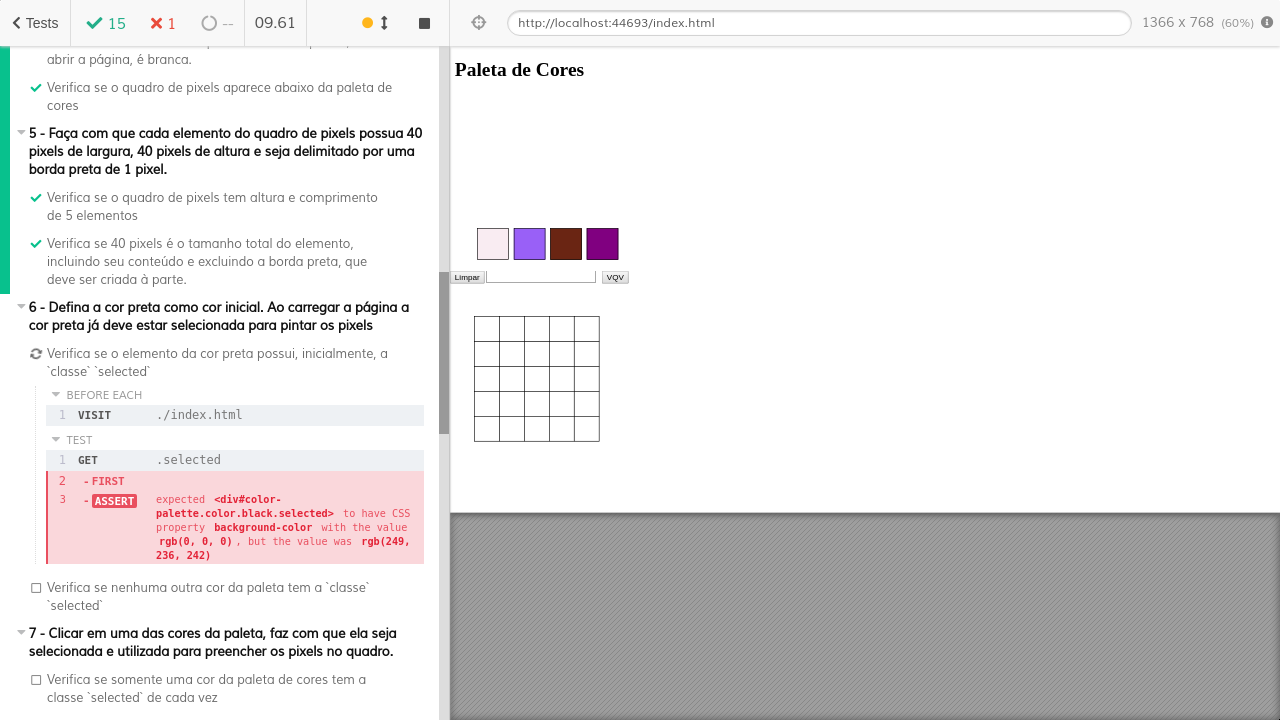 Tests
15
1
--
09.61
http://localhost:44693/index.html
1366 x 768 (60%)
abrir a página, é branca.
Verifica se o quadro de pixels aparece abaixo da paleta de
cores
5 - Faça com que cada elemento do quadro de pixels possua 40
pixels de largura, 40 pixels de altura e seja delimitado por uma
borda preta de 1 pixel.
Verifica se o quadro de pixels tem altura e comprimento
de 5 elementos
Verifica se 40 pixels é o tamanho total do elemento,
incluindo seu conteúdo e excluindo a borda preta, que
deve ser criada à parte.
6 - Defina a cor preta como cor inicial. Ao carregar a página a
cor preta já deve estar selecionada para pintar os pixels
Verifica se o elemento da cor preta possui, inicialmente, a
`classe` `selected`
BEFORE EACH
1 VISIT ./index.html
TEST
1 GET .selected
2 -FIRST
3 -ASSERT expected <div#color-
palette.color.black.selected> to have CSS
property background-color with the value
rgb(0, 0, 0), but the value was rgb(249,
236, 242)
Verifica se nenhuma outra cor da paleta tem a `classe`
`selected`
7 - Clicar em uma das cores da paleta, faz com que ela seja
selecionada e utilizada para preencher os pixels no quadro.
Verifica se somente uma cor da paleta de cores tem a
classe `selected` de cada vez
Paleta de Cores
Limpar
VQV